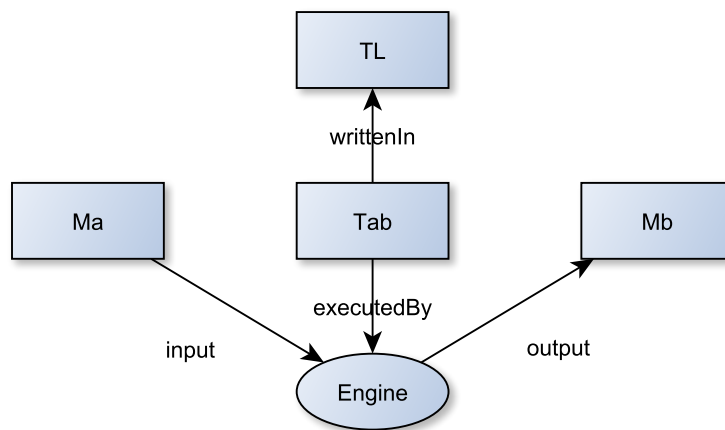 TL
writtenIn
Ma
Tab
Mb
executedBy
input
output
Engine